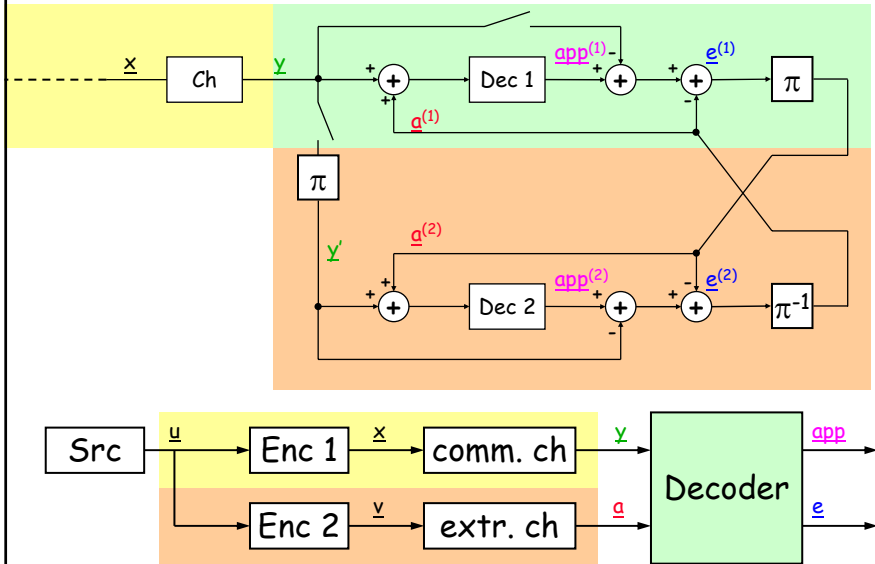 x Ch y + + + Dec 1 app(1) - + + + - + e(1) π
a(1)
π
y'
a(2)
+ + + Dec 2 app(2) + + - + - + e(2) π-1
Src u Enc 1 x comm. ch y Decoder app
Enc 2 v extr. ch a e